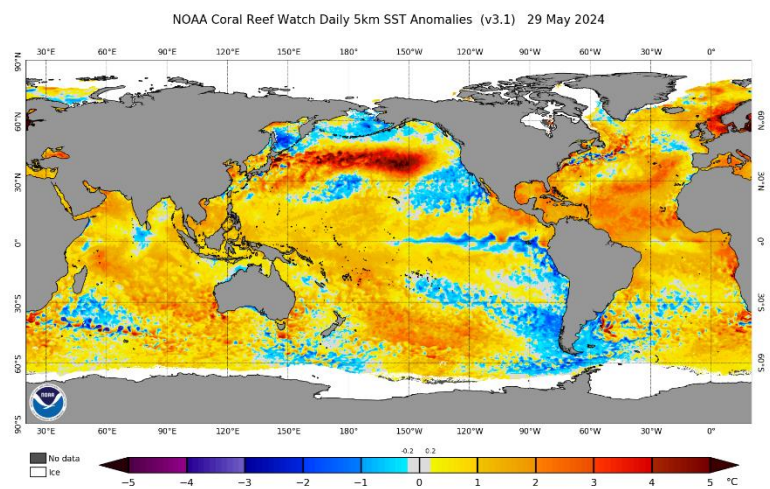 NOAA Coral Reef Watch Daily 5km SST Anomalies (v3.1) 29 May 2024
30°E 60°E 90°E 120°E 150°E 180° 150°W 120°W 90°W 60°W 30°W 0°
90°N
60°N 60°N
30°N 30°N
0° 0°
30°S 30°S
60°S 60°S
NOAA
90°S
30°E 60°E 90°E 120°E 150°E 180° 150°W 120°W 90°W 60°W 30°W 0°
-0.2 0.2
No data
Ice
−5 −4 −3 −2 −1 0 1 2 3 4 5 °C